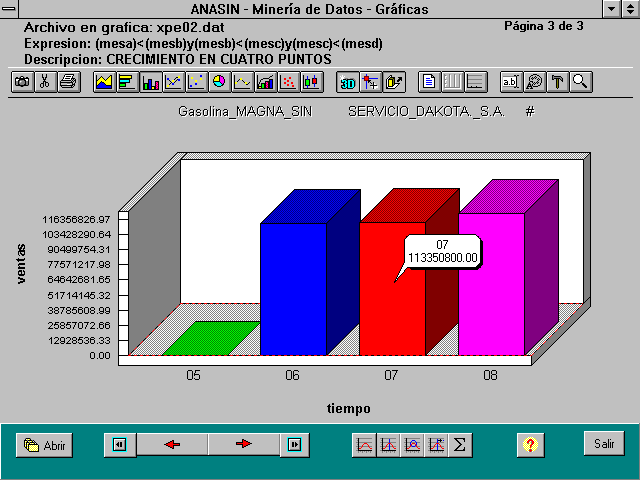 ANASIN - Minería de Datos - Gráficas
Archivo en grafica: xpe02.dat
Página 3 de 3
Expresion: (mesa)<(mesb)y(mesb)<(mesc)y(mesc)<(mesd)
Descripcion: CRECIMIENTO EN CUATRO PUNTOS
3D
a.b
T
Gasolina_MAGNA_SIN SERVICIO_DAKOTA._S.A. #
ventas
116356826.97
103428290.64
90499754.31
77571217.98
64642681.65
51714145.32
38785608.99
25857072.66
12928536.33
0.00
07
113350800.00
05 06 07 08
tiempo
Abrir
Σ
?
Salir